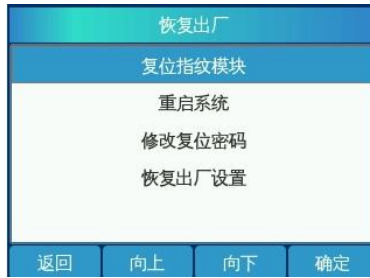 恢复出厂
复位指纹模块
重启系统
修改复位密码
恢复出厂设置
返回 向上 向下 确定